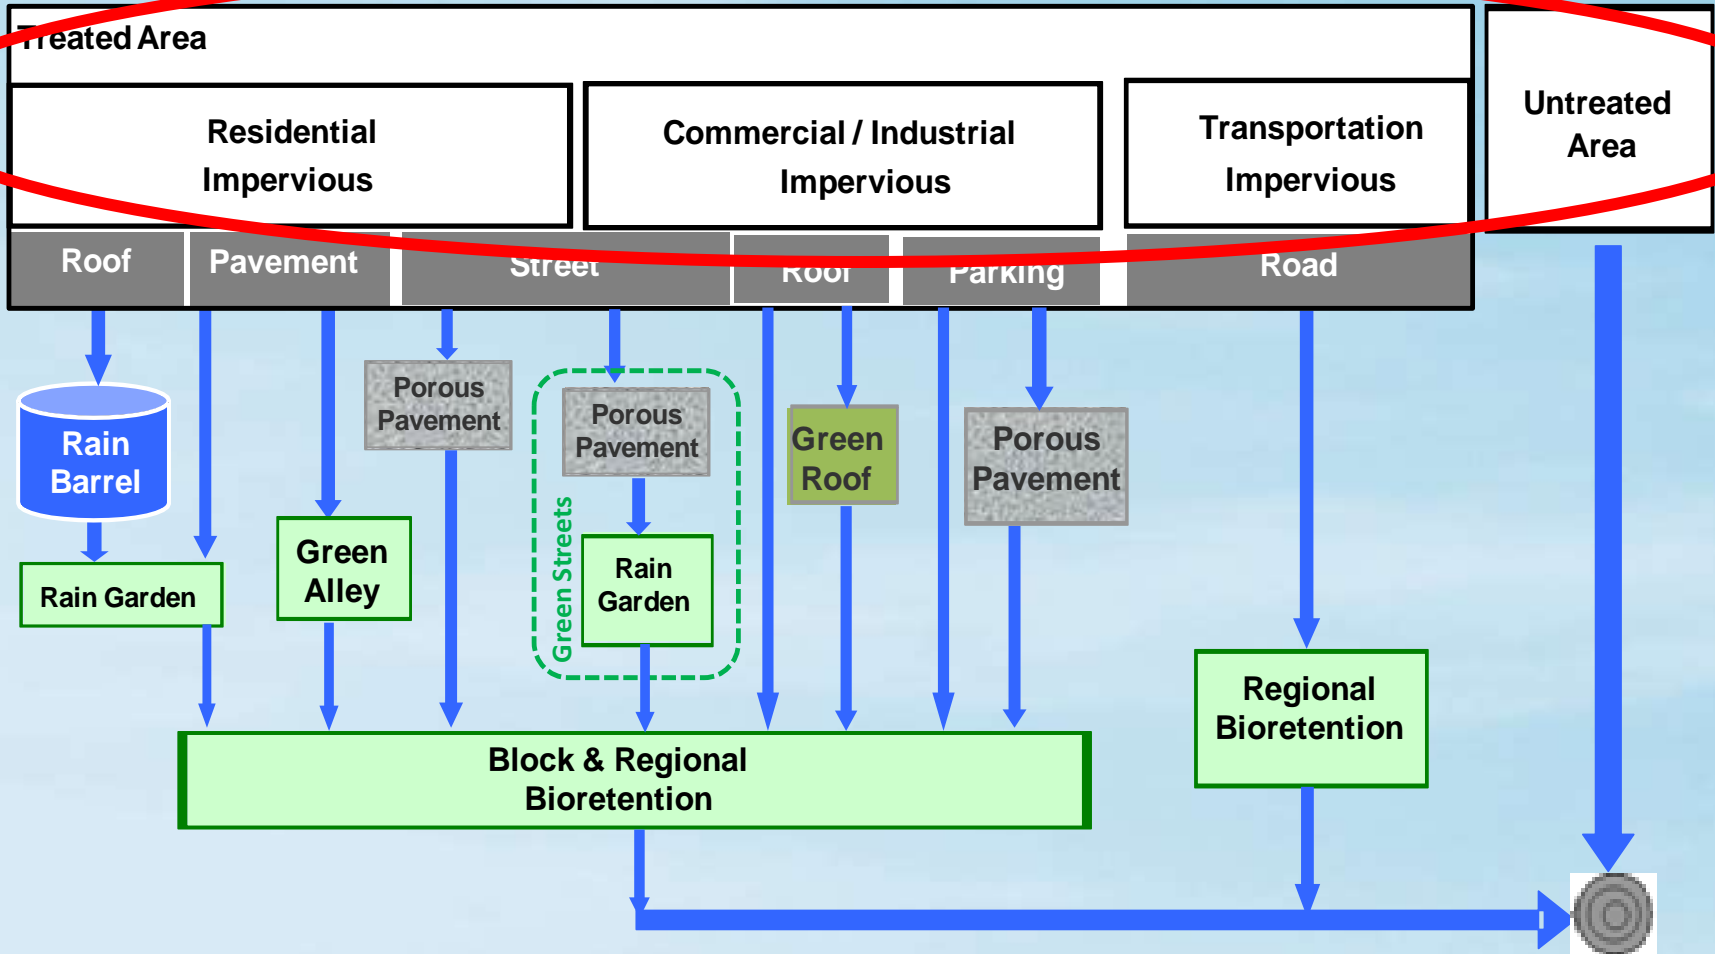 Treated Area
Residential
Impervious
Commercial / Industrial
Impervious
Transportation
Impervious
Untreated
Area
Roof
Pavement
Street
Roof
Parking
Road
Rain
Barrel
Rain Garden
Green
Alley
Porous
Pavement
Green Streets
Porous
Pavement
Rain
Garden
Green
Roof
Porous
Pavement
Block & Regional
Bioretention
Regional
Bioretention